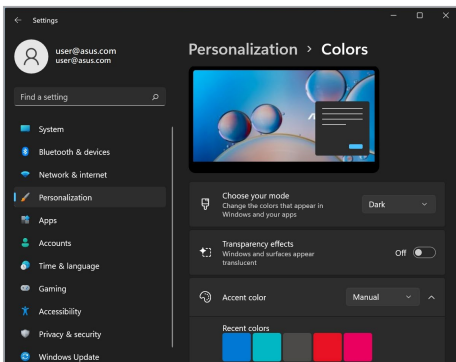 Settings
user@asus.com
user@asus.com
Find a setting
System
Bluetooth & devices
Network & internet
Personalization
Apps
Accounts
Time & language
Gaming
Accessibility
Privacy & security
Windows Update
Personalization > Colors
Choose your mode
Change the colors that appear in
Windows and your apps
Dark
Transparency effects
Windows and surfaces appear
translucent
Off
Accent color
Manual
Recent colors